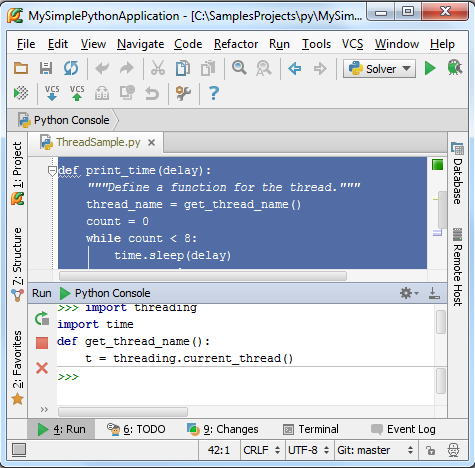 MySimplePythonApplication - [C:\SamplesProjects\py\MySim
File Edit View Navigate Code Refactor Run Tools VCS Window Help
Solver
VCS VCS
Python Console
ThreadSample.py
1: Project
Z: Structure
2: Favorites
def print_time(delay):
"""Define a function for the thread."""
thread_name = get_thread_name()
count = 0
while count < 8:
time.sleep(delay)
Database
Remote Host
Run Python Console
>>> import threading
import time
def get_thread_name():
t = threading.current_thread()
>>>
>>
4: Run 6: TODO 9: Changes Terminal Event Log
42:1 CRLF UTF-8 Git: master